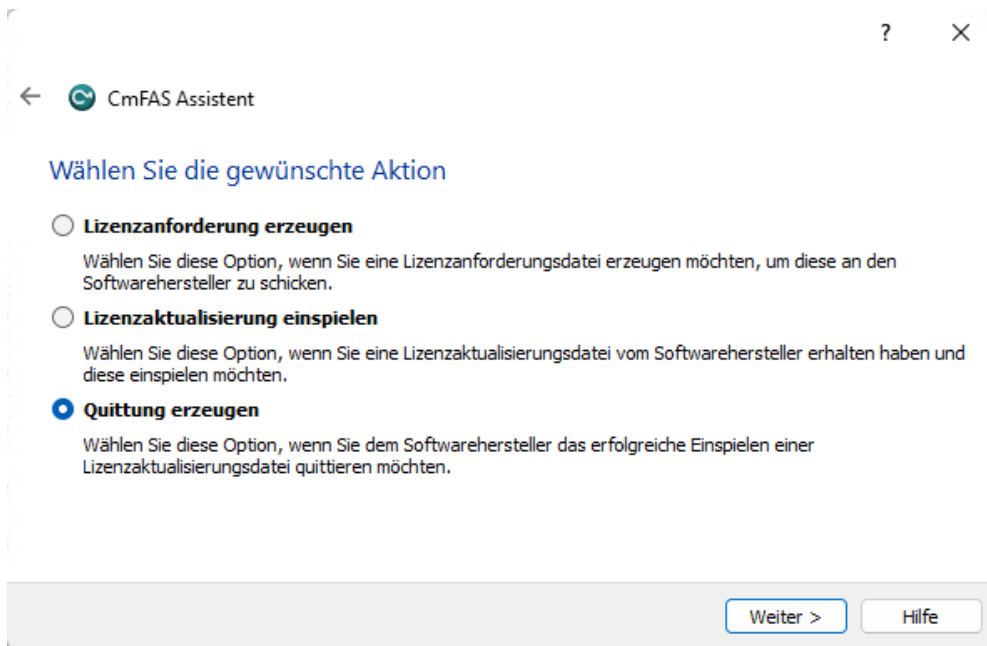 ?
CmFAS Assistent
Wählen Sie die gewünschte Aktion
Lizenzanforderung erzeugen
Wählen Sie diese Option, wenn Sie eine Lizenzanforderungsdatei erzeugen möchten, um diese an den
Softwarehersteller zu schicken.
Lizenzaktualisierung einspielen
Wählen Sie diese Option, wenn Sie eine Lizenzaktualisierungsdatei vom Softwarehersteller erhalten haben und
diese einspielen möchten.
Quittung erzeugen
Wählen Sie diese Option, wenn Sie dem Softwarehersteller das erfolgreiche Einspielen einer
Lizenzaktualisierungsdatei quittieren möchten.
Weiter > Hilfe